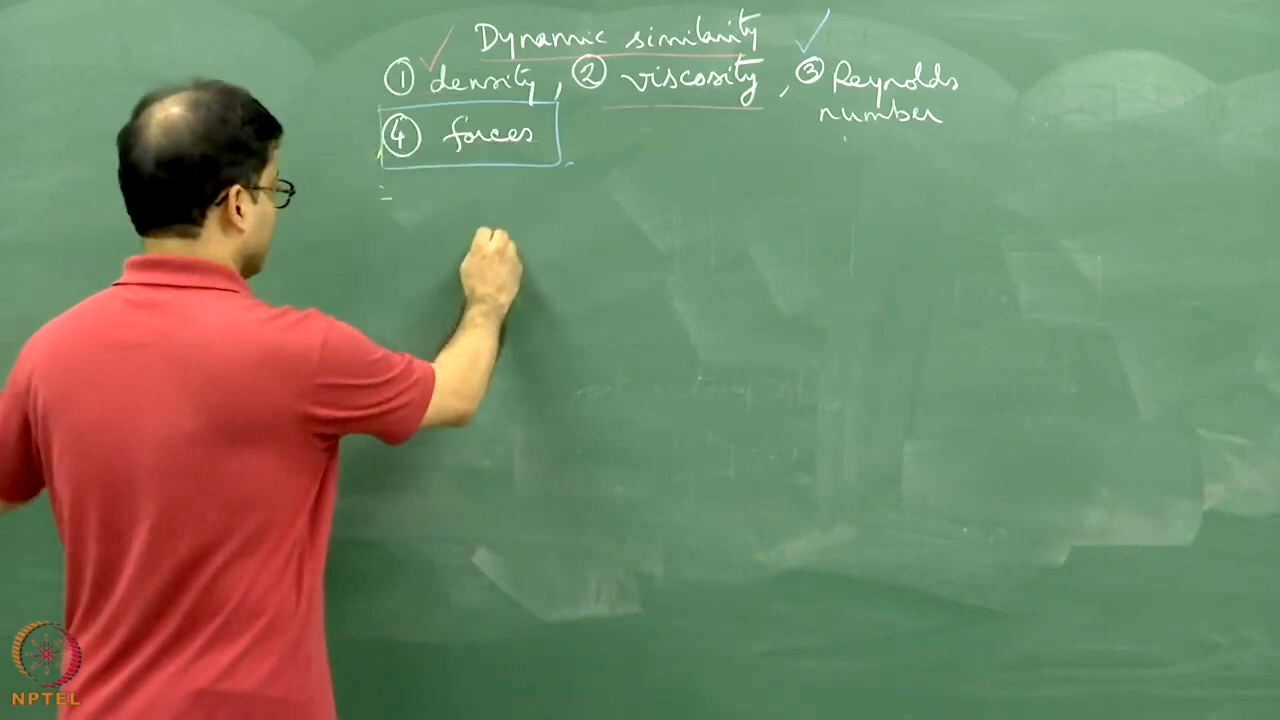 Dynamic similarity
① density, ② viscosity, ③ Reynolds
number
④ forces
NPTEL